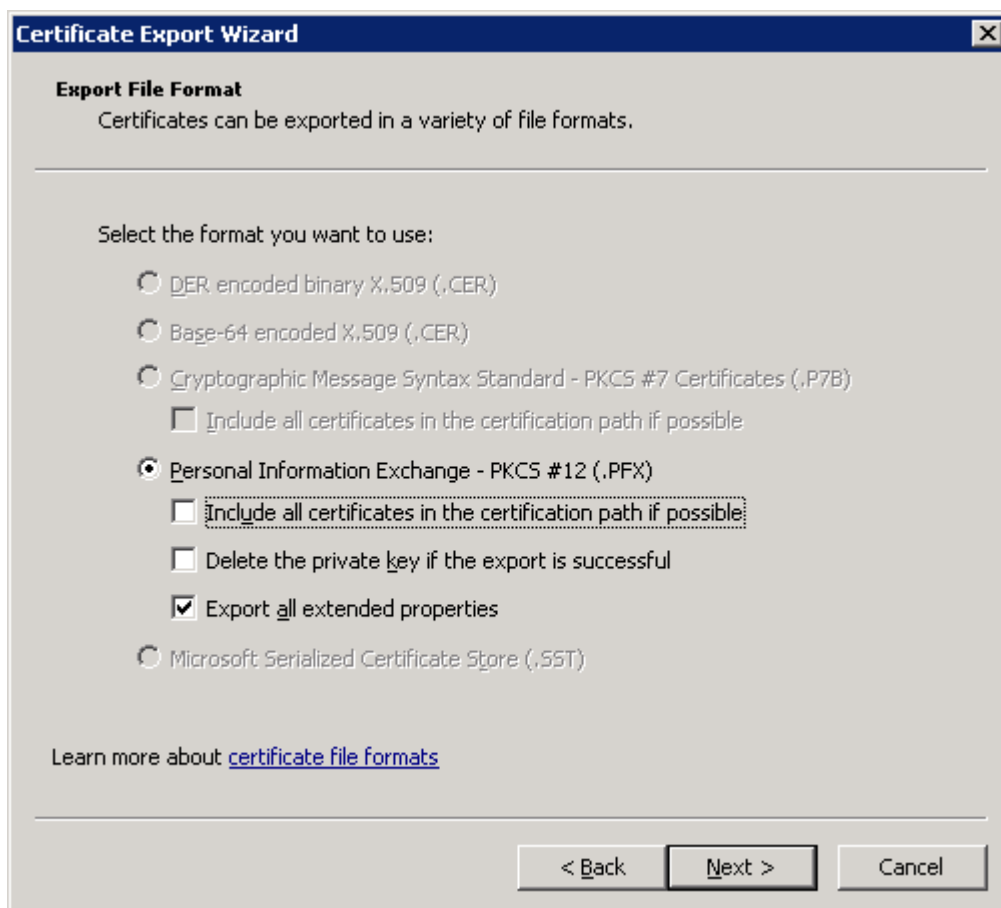 Certificate Export Wizard
Export File Format
Certificates can be exported in a variety of file formats.
Select the format you want to use:
DER encoded binary X.509 (.CER)
Base-64 encoded X.509 (.CER)
Cryptographic Message Syntax Standard - PKCS #7 Certificates (.P7B)
Include all certificates in the certification path if possible
Personal Information Exchange - PKCS #12 (.PFX)
Include all certificates in the certification path if possible
Delete the private key if the export is successful
Export all extended properties
Microsoft Serialized Certificate Store (.SST)
Learn more about certificate file formats
< Back Next > Cancel